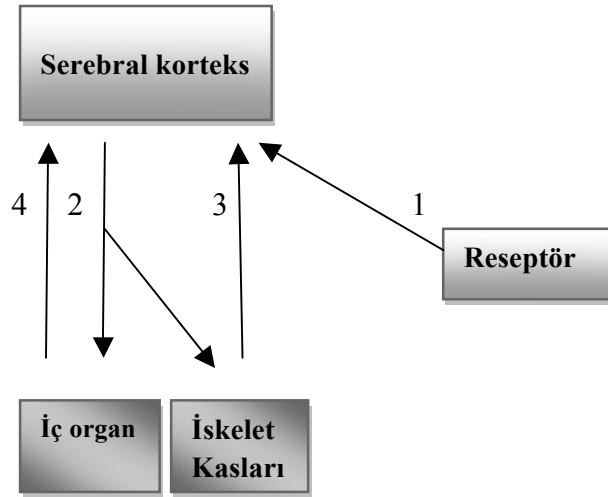 Serebral korteks
4
2
3
1
Reseptör
İç organ
İskelet
Kasları